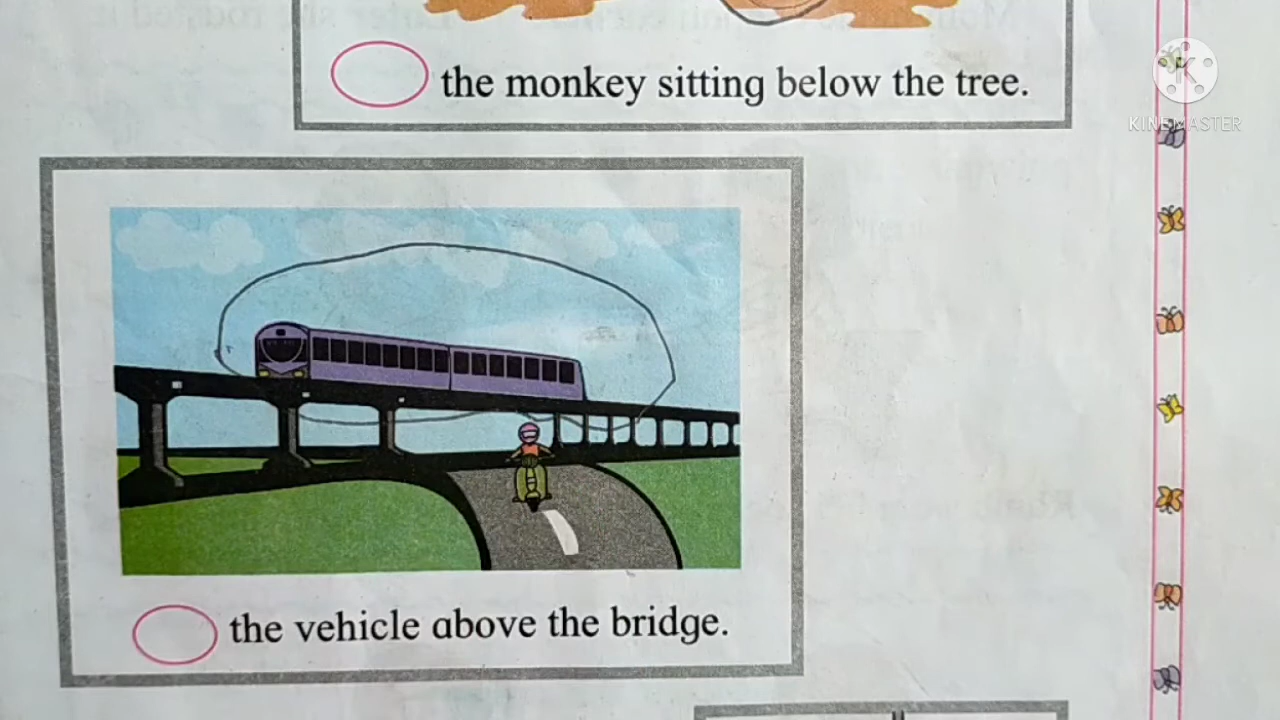 the monkey sitting below the tree.
K
KINEMASTER
the vehicle above the bridge.